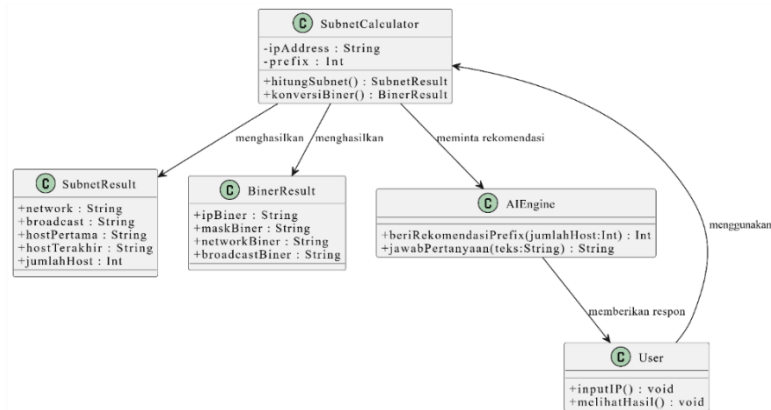 C SubnetCalculator
-ipAddress : String
-prefix : Int
+hitungSubnet() : SubnetResult
+konversiBiner() : BinerResult
menghasilkan
menghasilkan
meminta rekomendasi
C SubnetResult
+network : String
+broadcast : String
+hostPertama : String
+hostTerakhir : String
+jumlahHost : Int
C BinerResult
+ipBiner : String
+maskBiner : String
+networkBiner : String
+broadcastBiner : String
C AIEngine
+beriRekomendasiPrefix(jumlahHost:Int) : Int
+jawabPertanyaan(teks:String) : String
menggunakan
memberikan respon
C User
+inputIP() : void
+melihatHasil() : void